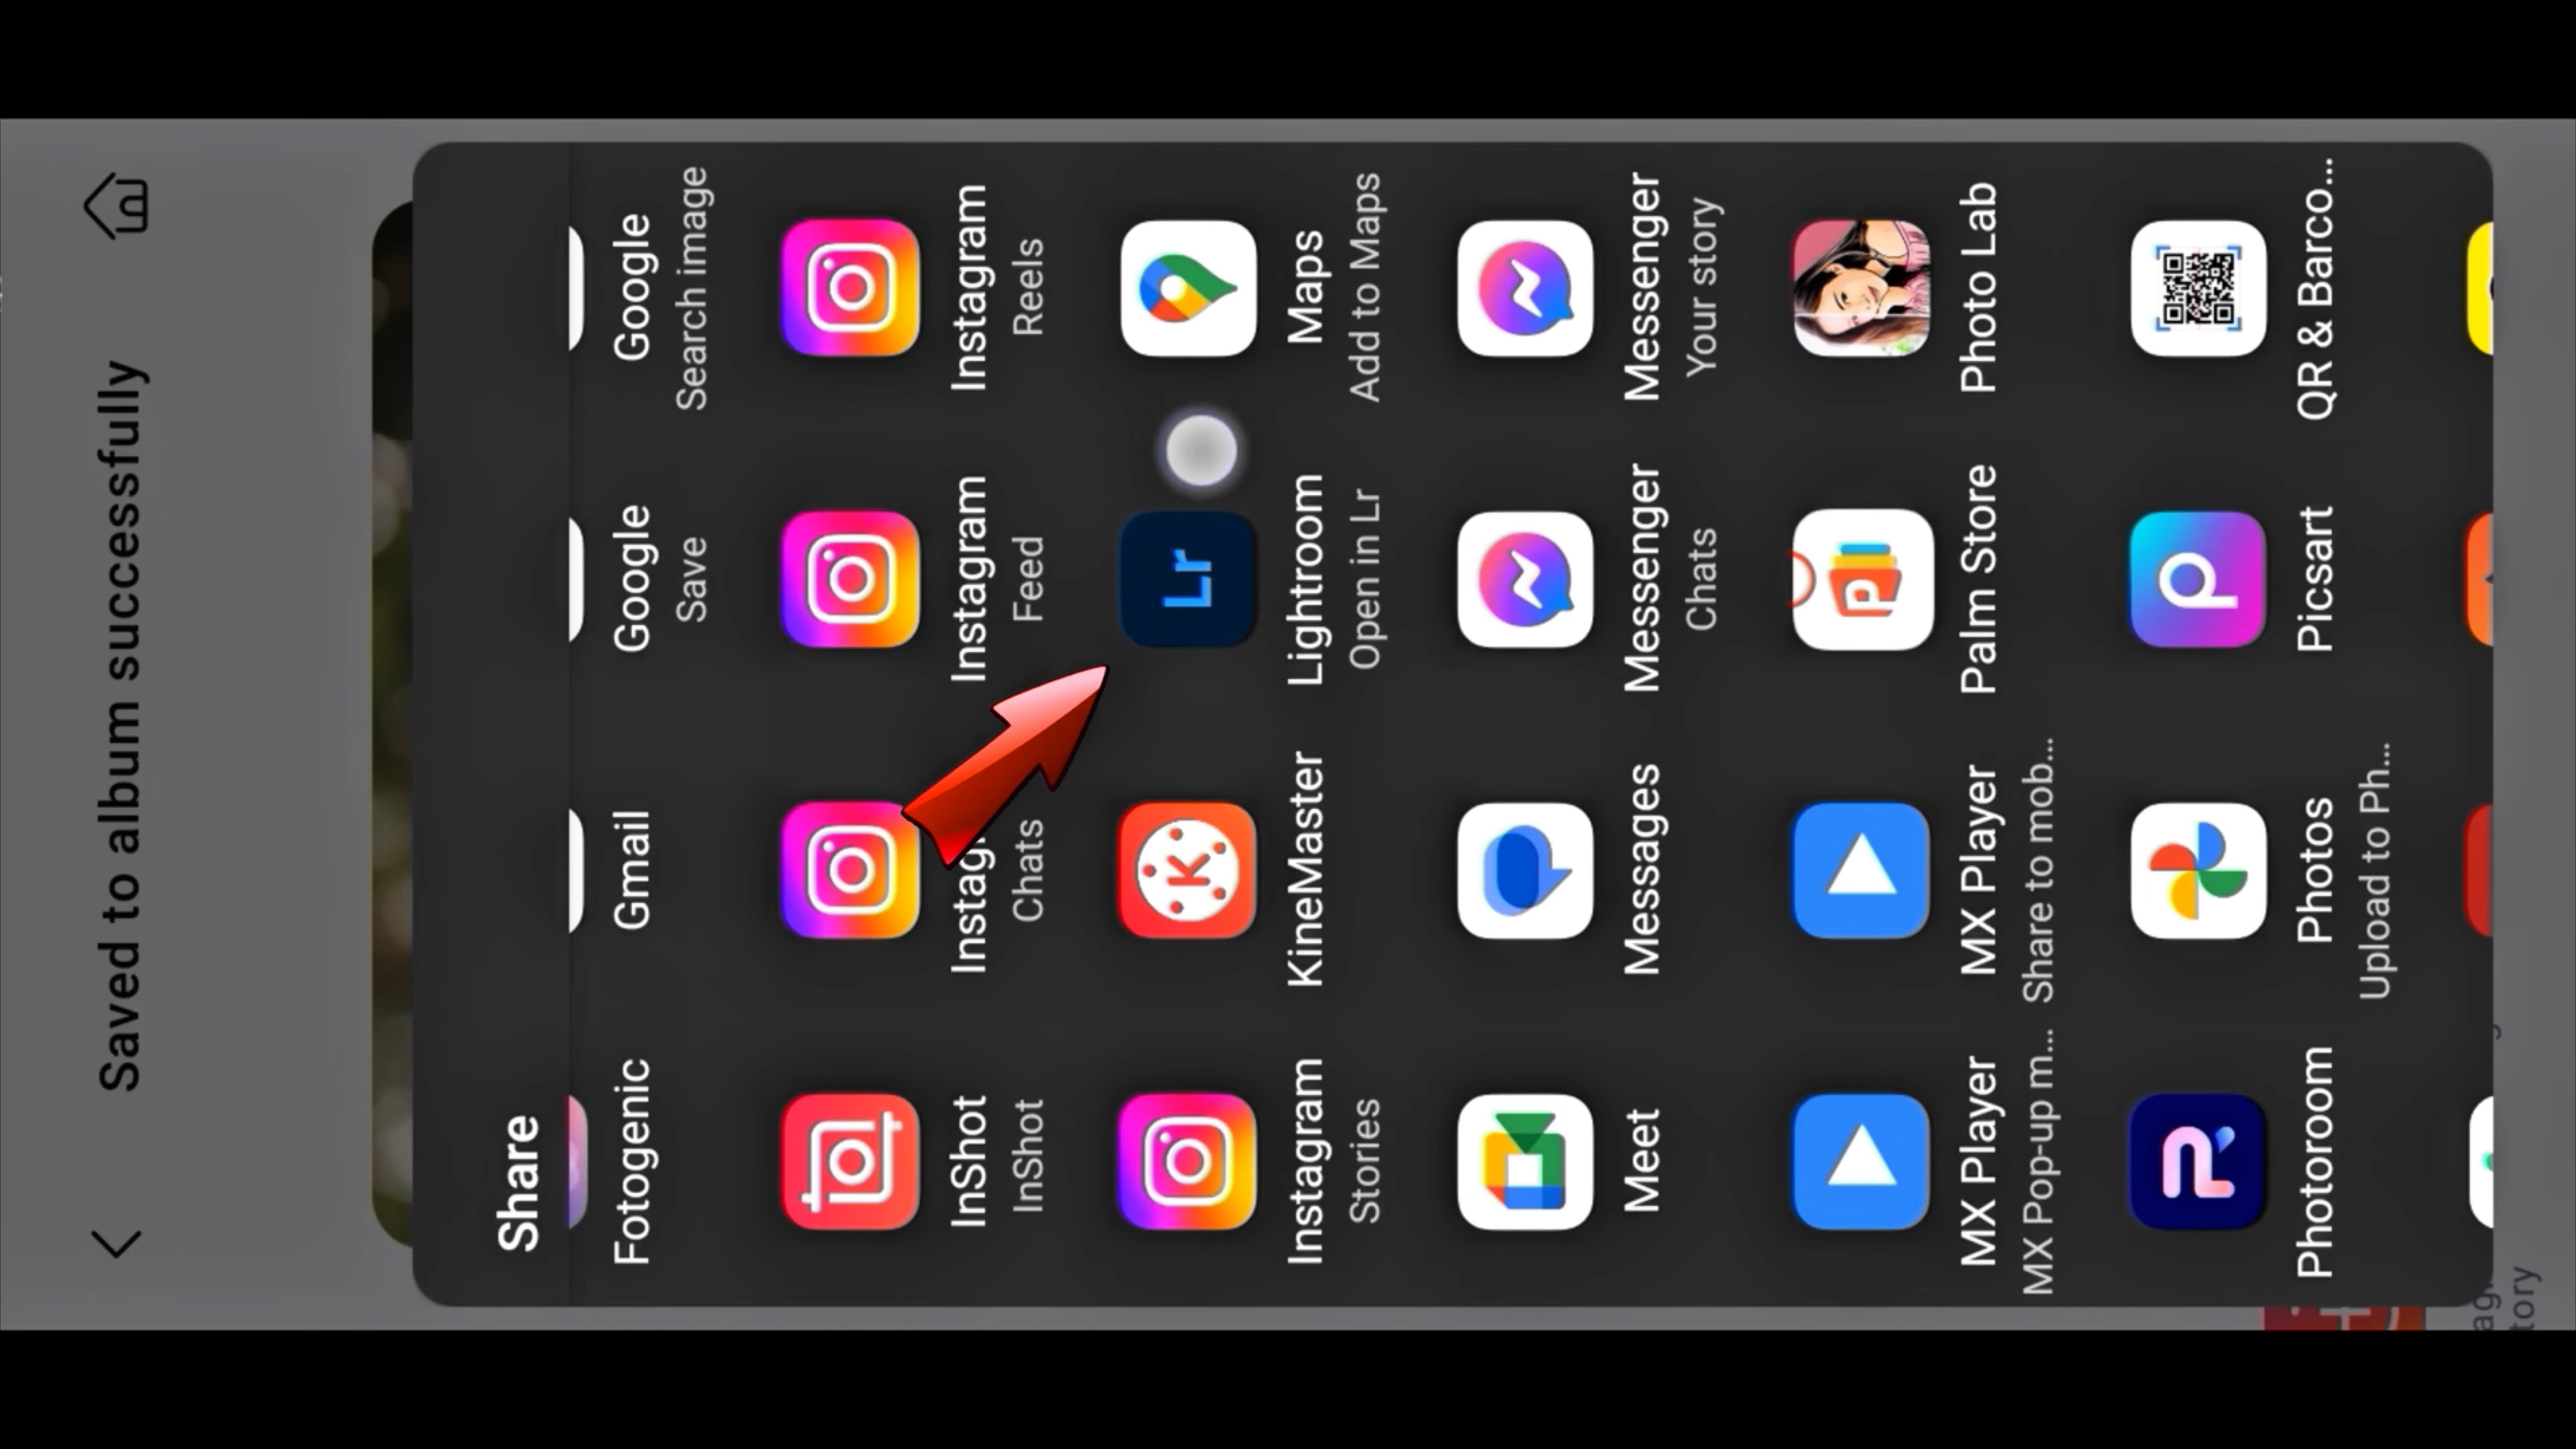 Saved to album successfully
Share
Fotogenic Gmail Google Google
Save Search image
InShot Instagr Instagram Instagram
InShot Chats Feed Reels
Lr
Instagram KineMaster Lightroom Maps
Stories Open in Lr Add to Maps
Meet Messages Messenger Messenger
Chats Your story
MX Player MX Player Palm Store Photo Lab
MX Pop-up m... Share to mob...
Photoroom Photos Picsart QR & Barco...
Upload to Ph...
tory